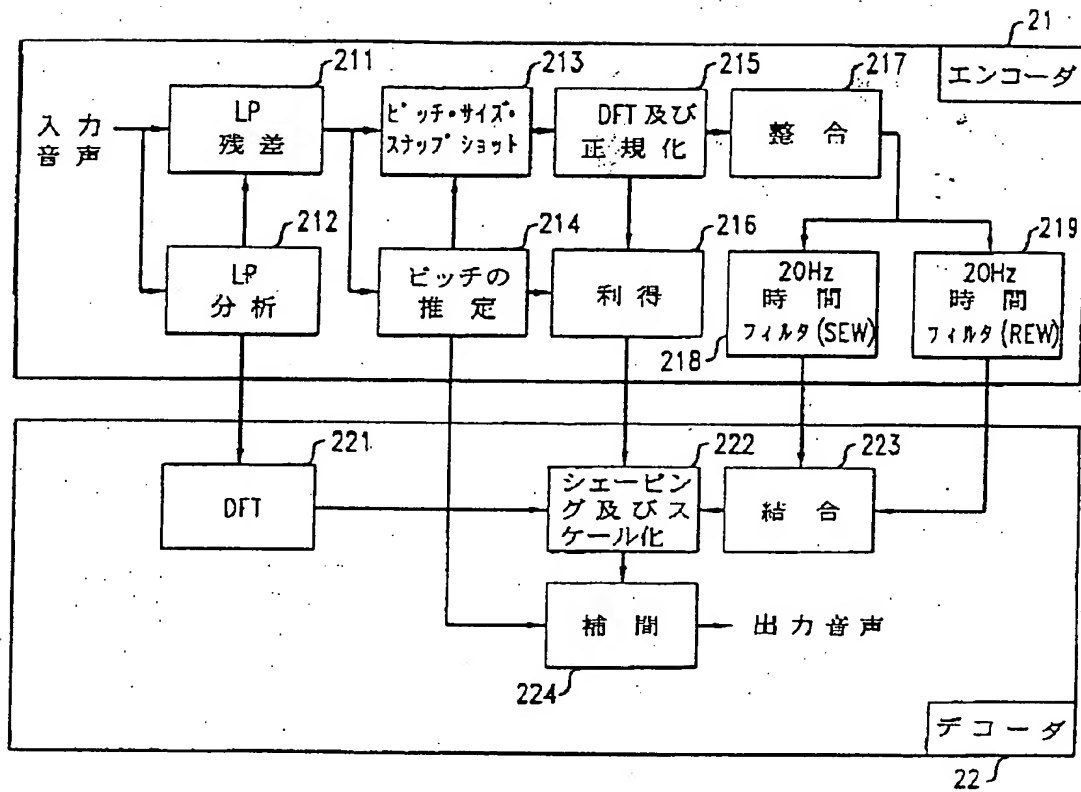 21
エンコーダ
211
213
215
217
入力
音声
LP
残差
ピッチ・サイズ・
スナップショット
DFT及び
正規化
整合
212
214
216
219
LP
分析
ピッチの
推定
利得
20Hz
時間
フィルタ(SEW)
218
20Hz
時間
フィルタ(REW)
221
222
223
DFT
シェーピン
グ及びス
ケール化
結合
補間
出力音声
224
デコーダ
22